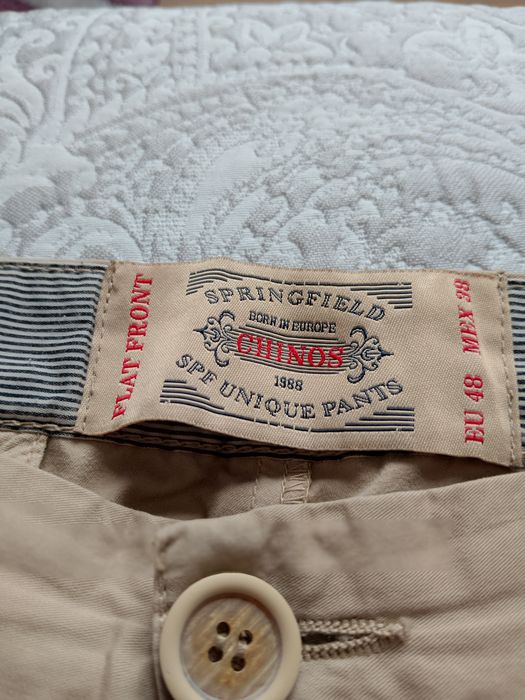 FLAT FRONT
SPRINGFIELD
BORN IN EUROPE
CHINOS
1988
SPF UNIQUE PANTS
EU 48 MEX 38